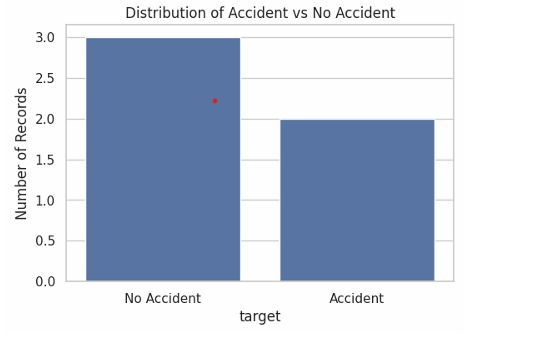 Distribution of Accident vs No Accident
3.0
2.5
2.0
1.5
1.0
0.5
0.0
Number of Records
No Accident Accident
target